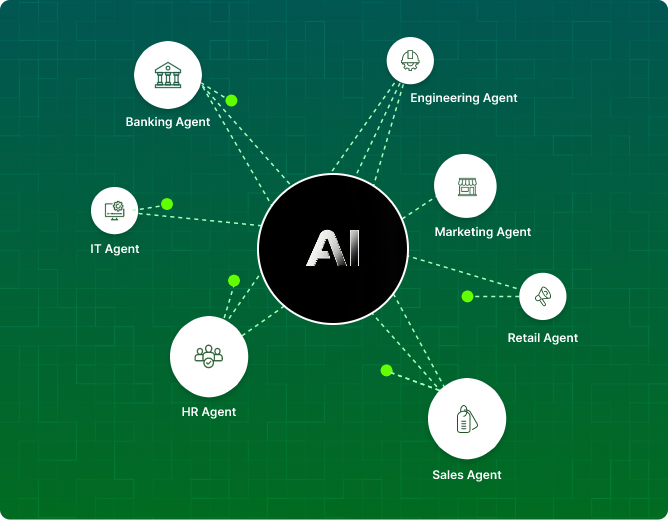 Banking Agent
Engineering Agent
IT Agent
AI
Marketing Agent
Retail Agent
HR Agent
Sales Agent